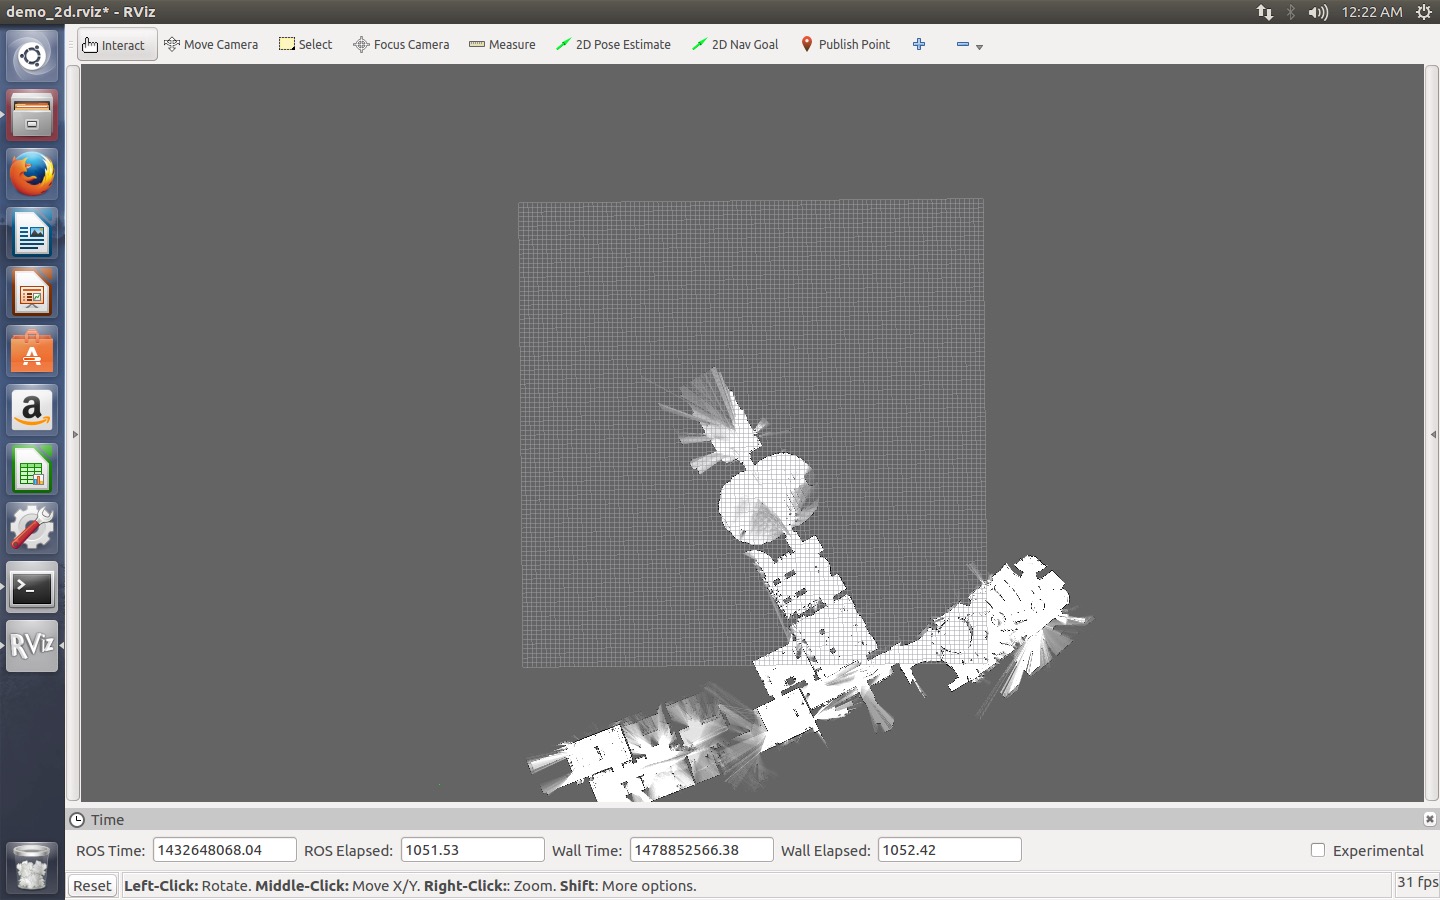 demo_2d.rviz* - RViz
12:22 AM
Interact Move Camera Select Focus Camera Measure 2D Pose Estimate 2D Nav Goal Publish Point
A
a
>_
RViz
Time
ROS Time: 1432648068.04 ROS Elapsed: 1051.53 Wall Time: 1478852566.38 Wall Elapsed: 1052.42 Experimental
Reset Left-Click: Rotate. Middle-Click: Move X/Y. Right-Click:: Zoom. Shift: More options. 31 fps